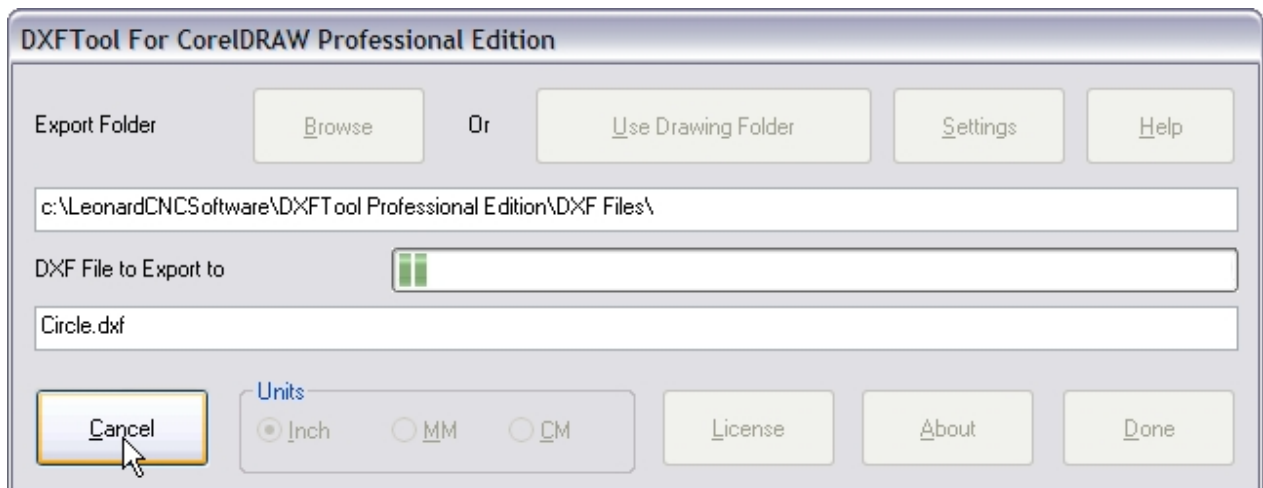 DXFTool For CorelDRAW Professional Edition
Export Folder Browse Or Use Drawing Folder Settings Help
c:\LeonardCNCSoftware\DXFTool Professional Edition\DXF Files\
DXF File to Export to
Circle.dxf
Units
Cancel Inch MM CM License About Done